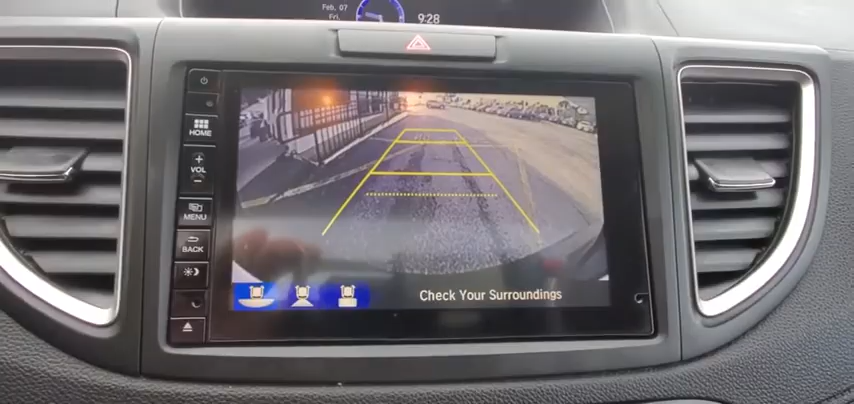 Feb. 07
Fri.
9:28
HOME
VOL
MENU
BACK
Check Your Surroundings